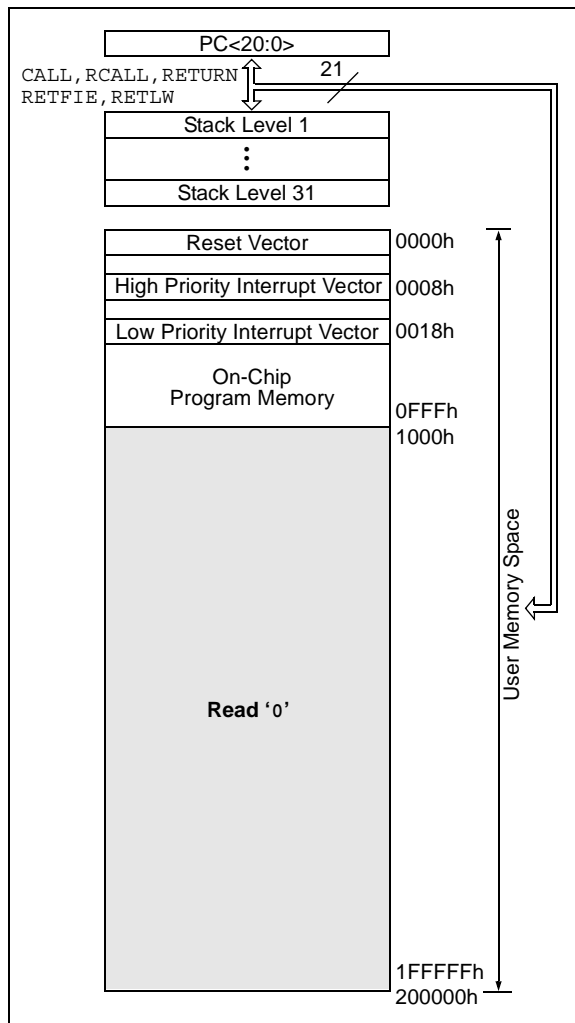 PC<20:0>
CALL,RCALL,RETURN
RETFIE,RETLW
21
Stack Level 1
Stack Level 31
Reset Vector
0000h
High Priority Interrupt Vector
0008h
Low Priority Interrupt Vector
0018h
On-Chip
Program Memory
0FFFh
1000h
User Memory Space
Read ‘0’
1FFFFFh
200000h